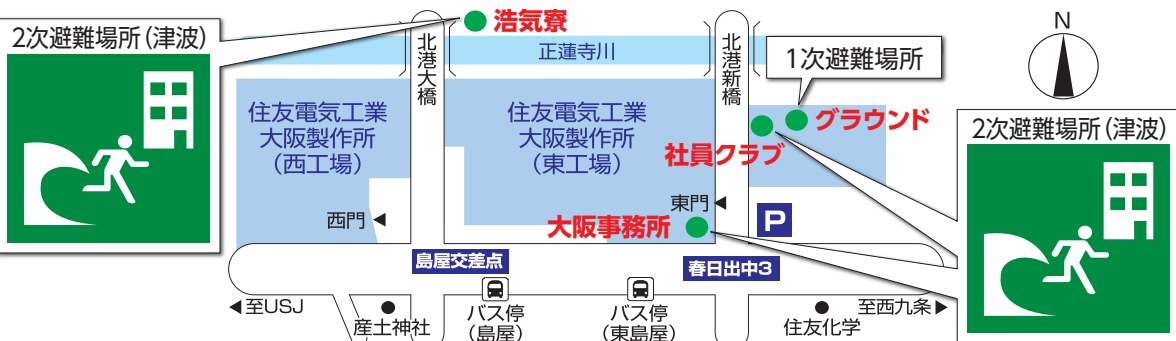 2次避難場所（津波）
浩気寮
北港大橋
正蓮寺川
北港新橋
1次避難場所
N
住友電気工業
大阪製作所
（西工場）
住友電気工業
大阪製作所
（東工場）
グラウンド
社員クラブ
2次避難場所（津波）
西門
東門
大阪事務所
P
島屋交差点
春日出中3
至USJ
産土神社
バス停
（島屋）
バス停
（東島屋）
住友化学
至西九条